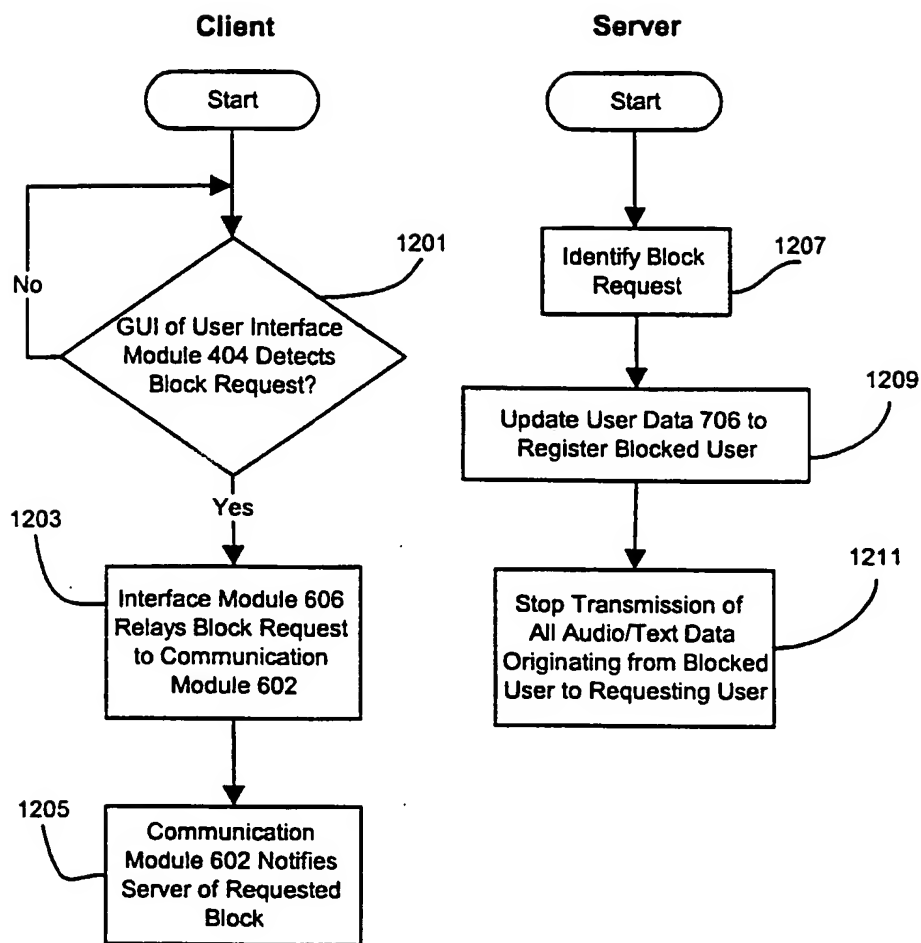 Client
Start
1201
No
GUI of User Interface
Module 404 Detects
Block Request?
Yes
1203
Interface Module 606
Relays Block Request
to Communication
Module 602
1205
Communication
Module 602 Notifies
Server of Requested
Block
Server
Start
1207
Identify Block
Request
1209
Update User Data 706 to
Register Blocked User
1211
Stop Transmission of
All Audio/Text Data
Originating from Blocked
User to Requesting User